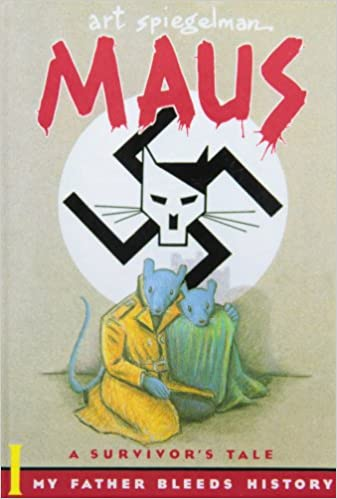 art spiegelman
MAUS
A SURVIVOR'S TALE
I
MY FATHER BLEEDS HISTORY